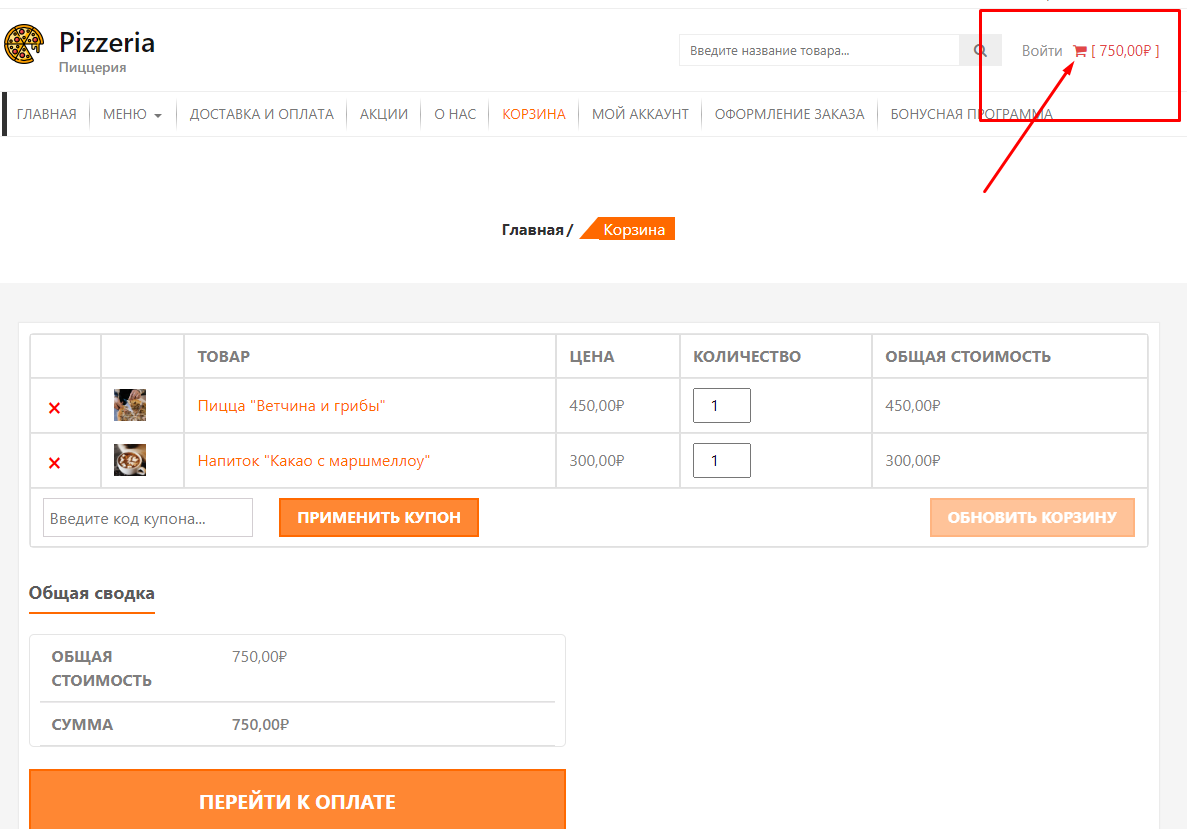 Pizzeria
Пиццерия
Введите название товара...
Войти [ 750,00₽ ]
ГЛАВНАЯ МЕНЮ ДОСТАВКА И ОПЛАТА АКЦИИ О НАС КОРЗИНА МОЙ АККАУНТ ОФОРМЛЕНИЕ ЗАКАЗА БОНУСНАЯ ПРОГРАММА
Главная / Корзина
ТОВАР ЦЕНА КОЛИЧЕСТВО ОБЩАЯ СТОИМОСТЬ
× Пицца "Ветчина и грибы" 450,00₽ 1 450,00₽
× Напиток "Какао с маршмеллоу" 300,00₽ 1 300,00₽
Введите код купона... ПРИМЕНИТЬ КУПОН ОБНОВИТЬ КОРЗИНУ
Общая сводка
ОБЩАЯ 750,00₽
СТОИМОСТЬ
СУММА 750,00₽
ПЕРЕЙТИ К ОПЛАТЕ